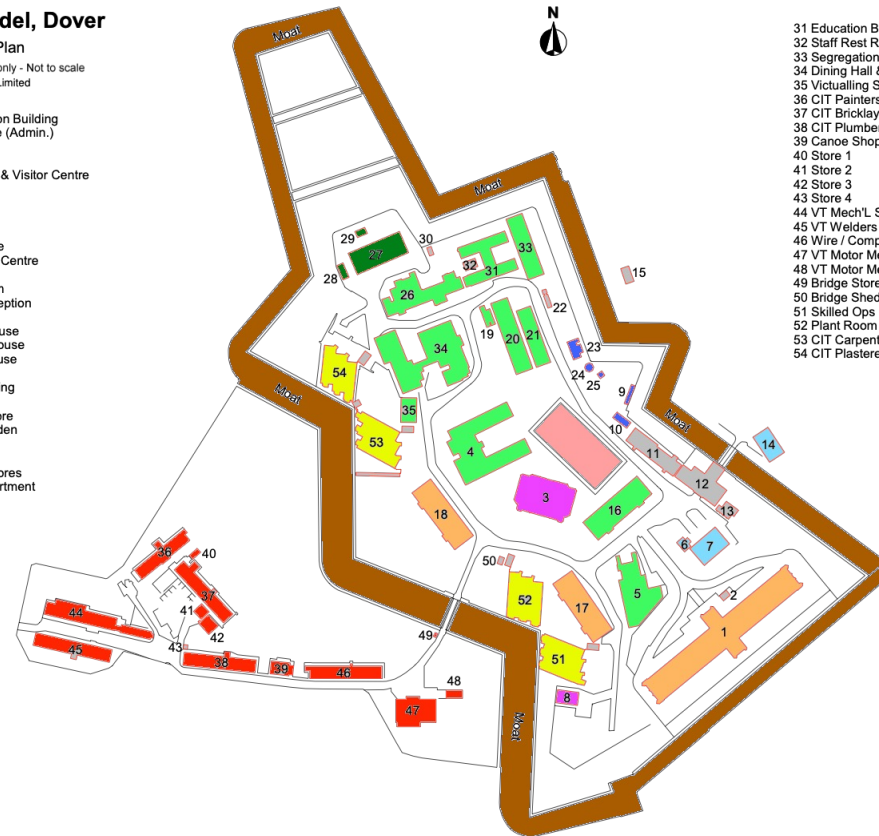 del, Dover
Plan
only - Not to scale
Limited
on Building
e (Admin.)
& Visitor Centre
e
Centre
n
eption
use
ouse
use
ing
ore
den
ores
rtment
N
31 Education B
32 Staff Rest R
33 Segregation
34 Dining Hall &
35 Victualling S
36 CIT Painters
37 CIT Bricklay
38 CIT Plumber
39 Canoe Shop
40 Store 1
41 Store 2
42 Store 3
43 Store 4
44 VT Mech'L S
45 VT Welders
46 Wire / Comp
47 VT Motor Me
48 VT Motor Me
49 Bridge Store
50 Bridge Shed
51 Skilled Ops
52 Plant Room
53 CIT Carpent
54 CIT Plastere
Moat
Moat
29
27
28
30
33
32
31
26
15
22
34
19
20
21
23
24
25
54
9
Moat
35
10
Moat
53
4
11
14
12
3
18
16
13
6
7
36
40
50
37
52
17
5
2
44
41
42
1
49
45
43
38
39
46
51
48
8
47
Moat